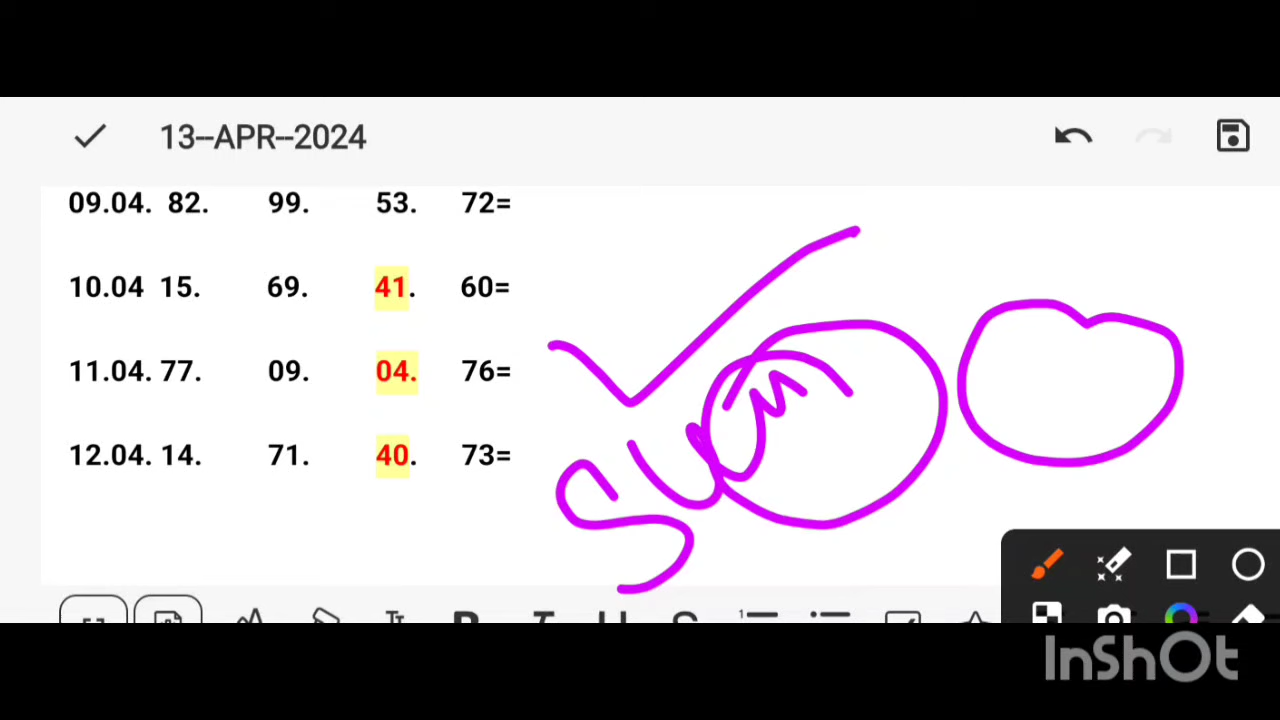 13--APR--2024
09.04. 82. 99. 53. 72=
10.04 15. 69. 41. 60=
11.04. 77. 09. 04. 76=
12.04. 14. 71. 40. 73=
Sum
InShOt